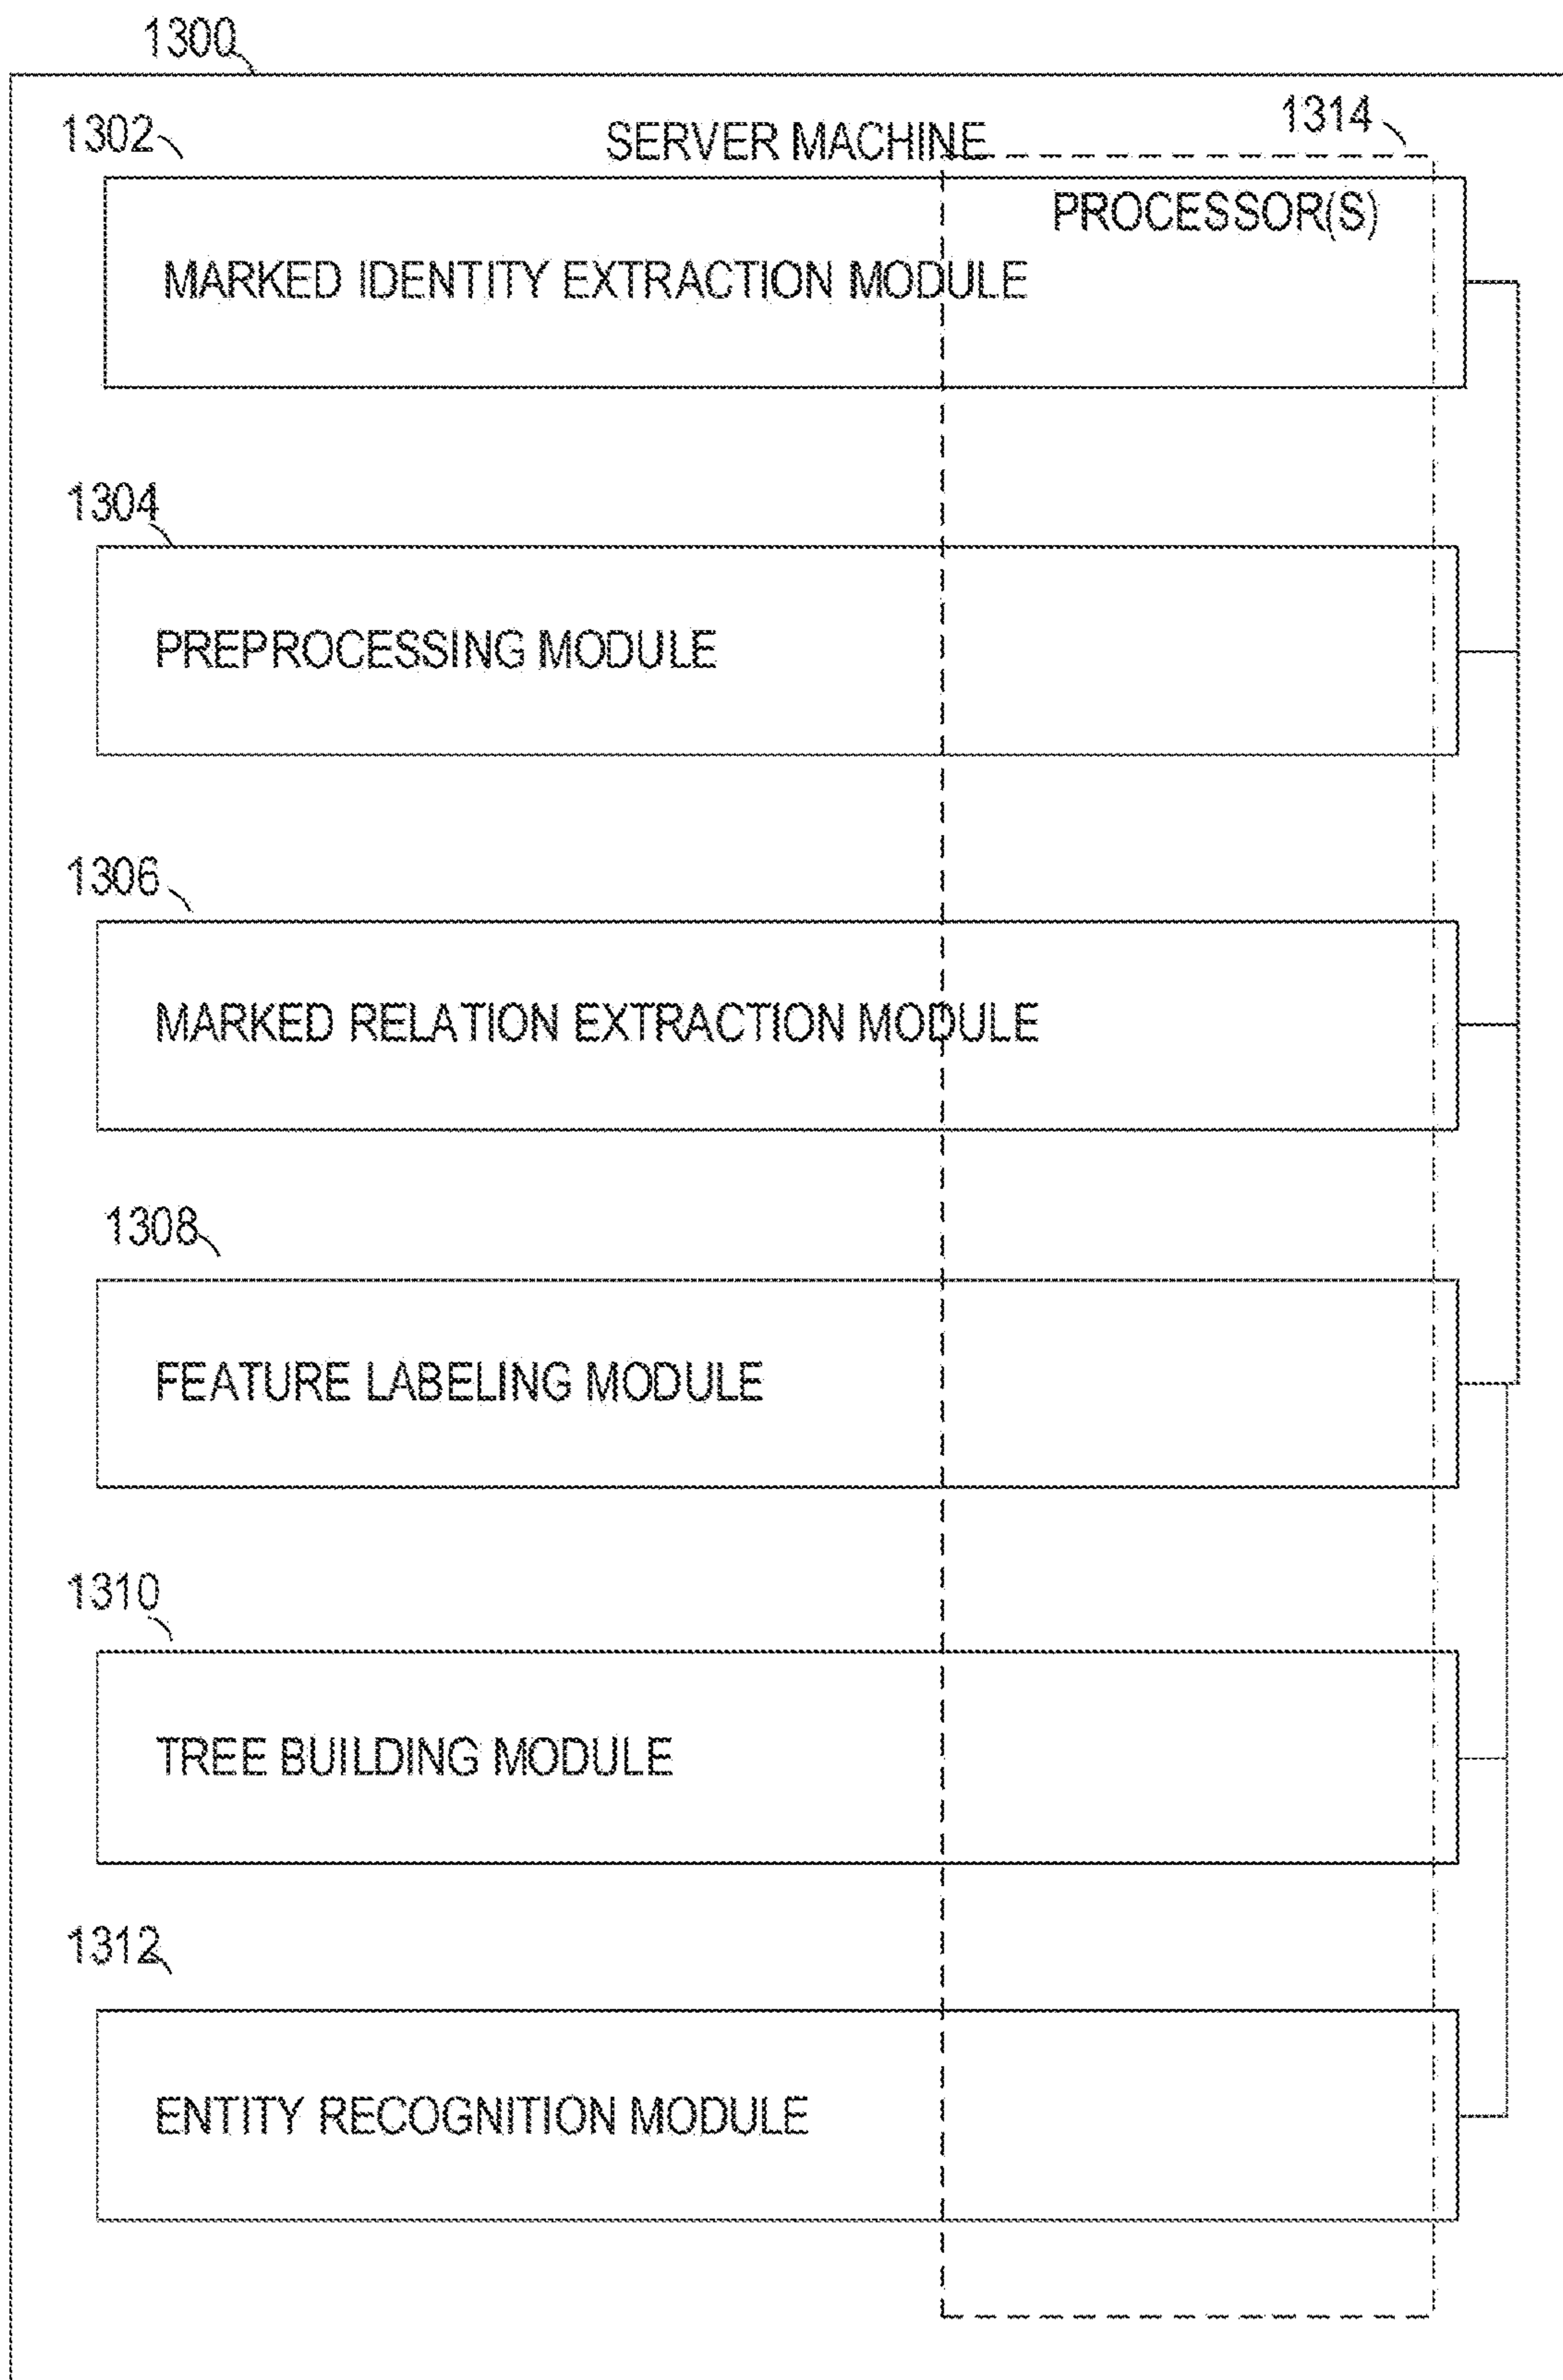 1300
1302
SERVER MACHINE
1314
PROCESSOR(S)
MARKED IDENTITY EXTRACTION MODULE
1304
PREPROCESSING MODULE
1306
MARKED RELATION EXTRACTION MODULE
1308
FEATURE LABELING MODULE
1310
TREE BUILDING MODULE
1312
ENTITY RECOGNITION MODULE